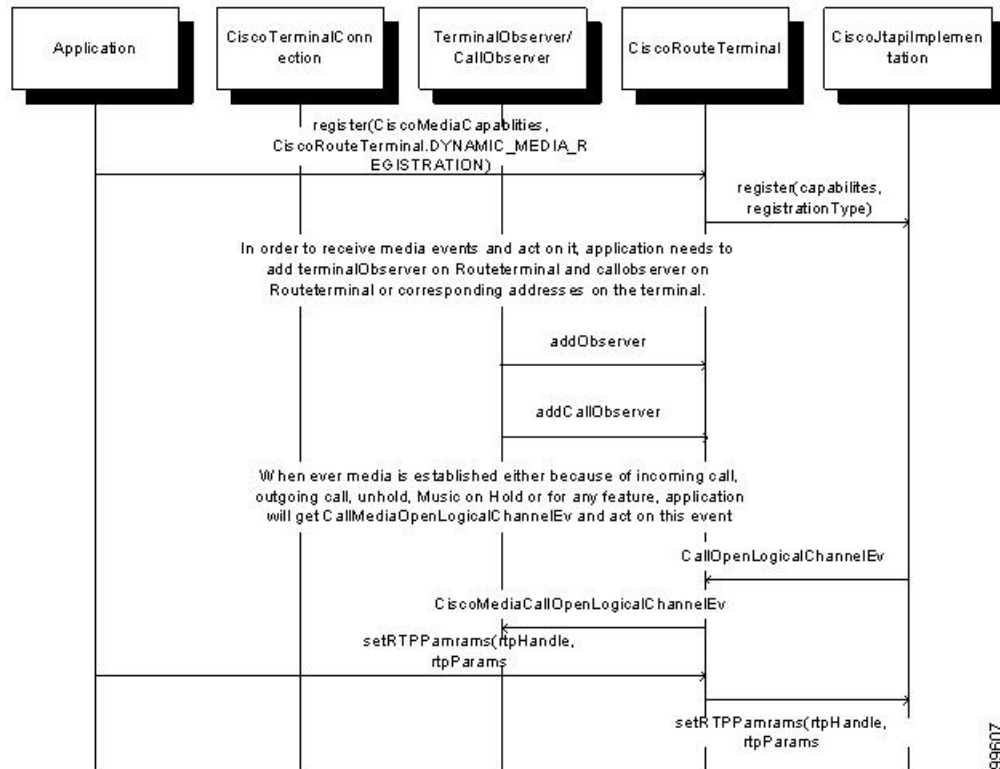 Application
CiscoTerminalConn
ection
TerminalObserver/
CallObserver
CiscoRouteTerminal
CiscoJtapiImplemen
tation
register(CiscoMediaCapablities,
CiscoRouteTerminal.DYNAMIC_MEDIA_R
EGISTRATION)
register(capabilites,
registrationType)
In order to receive media events and act on it, application needs to
add terminalObserver on Routeterminal and callobserver on
Routeterminal or corresponding addresses on the terminal.
addObserver
addCallObserver
When ever media is established either because of incoming call,
outgoing call, unhold, Music on Hold or for any feature, application
will get CallMediaOpenLogicalChannelEv and act on this event
CallOpenLogicalChannelEv
CiscoMediaCallOpenLogicalChannelEv
setRTPPamrams(rtpHandle,
rtpParams
setRTPPamrams(rtpHandle,
rtpParams
99607